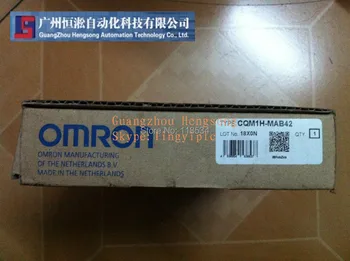 广州恒淞自动化科技有限公司
GuangZhou Hengsong Automation Technology Co., Ltd.
Guangzhou Hengsong
Skype: Tingyipic
OMRON
OMRON MANUFACTURING
OF THE NETHERLANDS B.V.
MADE IN THE NETHERLANDS
TYPE CQM1H-MAB42
LOT No. 18X0N
QTY.
1